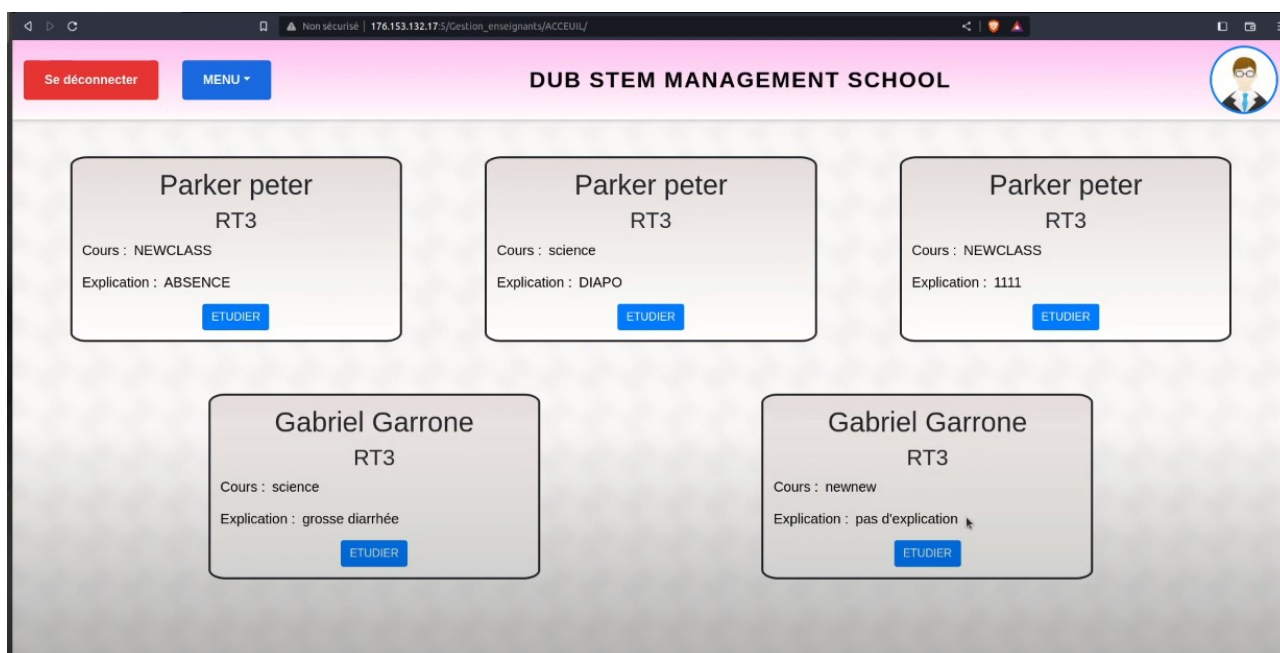 Non sécurisé | 176.153.132.17:5/Gestion_enseignants/ACCEUIL/
Se déconnecter MENU DUB STEM MANAGEMENT SCHOOL
Parker peter
RT3
Cours : NEWCLASS
Explication : ABSENCE
ETUDIER
Parker peter
RT3
Cours : science
Explication : DIAPO
ETUDIER
Parker peter
RT3
Cours : NEWCLASS
Explication : 1111
ETUDIER
Gabriel Garrone
RT3
Cours : science
Explication : grosse diarrhée
ETUDIER
Gabriel Garrone
RT3
Cours : newnew
Explication : pas d'explication
ETUDIER